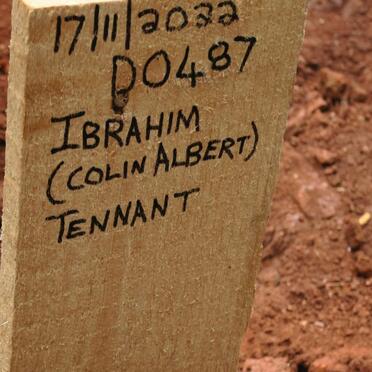 17/11/2022
D0487
IBRAHIM
(COLIN ALBERT)
TENNANT